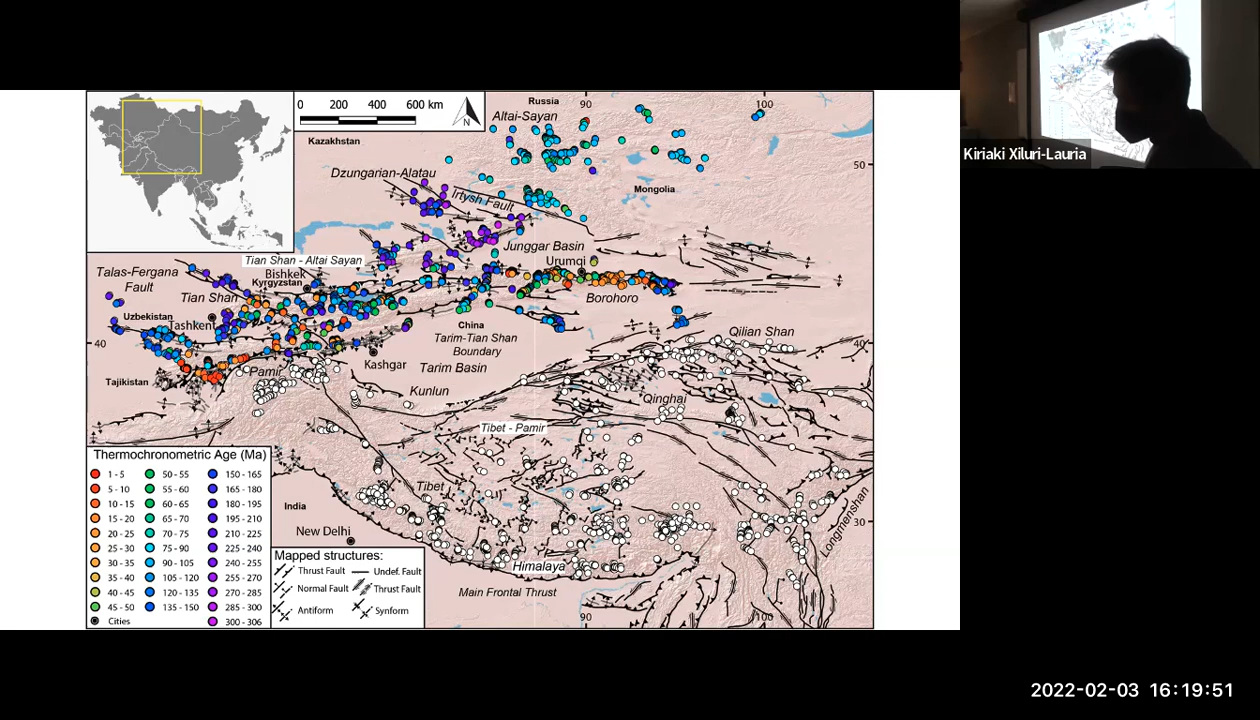 0 200 400 600 km
N
Russia
90
100
Altai-Sayan
Kazakhstan
50
Dzungarian-Alatau
Irtysh Fault
Mongolia
Junggar Basin
Tian Shan - Altai Sayan
Urumqi
Talas-Fergana
Fault
Bishkek
Kyrgyzstan
Tian Shan
Borohoro
Uzbekistan
Tashkent
China
Tarim-Tian Shan
Boundary
Qilian Shan
40
40
Kashgar
Tarim Basin
Pamir
Tajikistan
Kunlun
Qinghai
Tibet - Pamir
Tibet
India
New Delhi
30
Longmenshan
Himalaya
Main Frontal Thrust
90
100
Thermochronometric Age (Ma)
1 - 5 50 - 55 150 - 165
5 - 10 55 - 60 165 - 180
10 - 15 60 - 65 180 - 195
15 - 20 65 - 70 195 - 210
20 - 25 70 - 75 210 - 225
25 - 30 75 - 90 225 - 240
30 - 35 90 - 105 240 - 255
35 - 40 105 - 120 255 - 270
40 - 45 120 - 135 270 - 285
45 - 50 135 - 150 285 - 300
Cities 300 - 306
Mapped structures:
Thrust Fault Undef. Fault
Normal Fault Thrust Fault
Antiform Synform
Kiriaki Xiluri-Lauria
2022-02-03 16:19:51